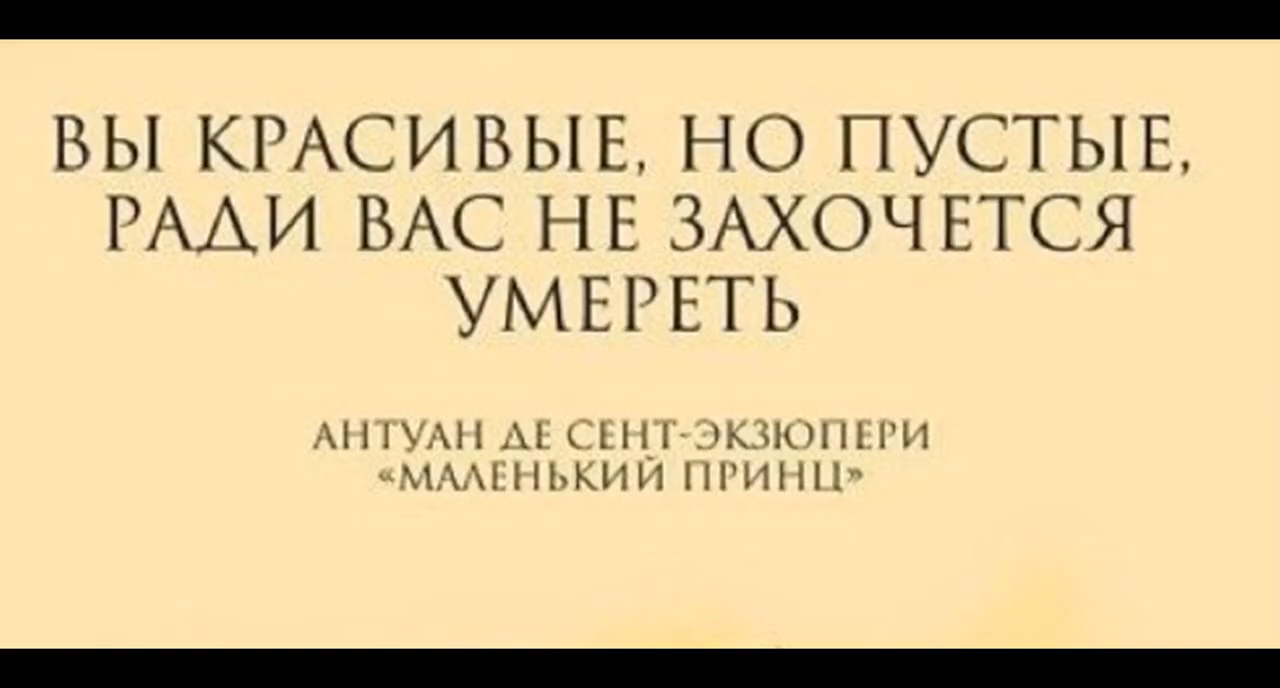 ВЫ КРАСИВЫЕ, НО ПУСТЫЕ,
РАДИ ВАС НЕ ЗАХОЧЕТСЯ
УМЕРЕТЬ
АНТУАН ДЕ СЕНТ-ЭКЗЮПЕРИ
«МАЛЕНЬКИЙ ПРИНЦ»